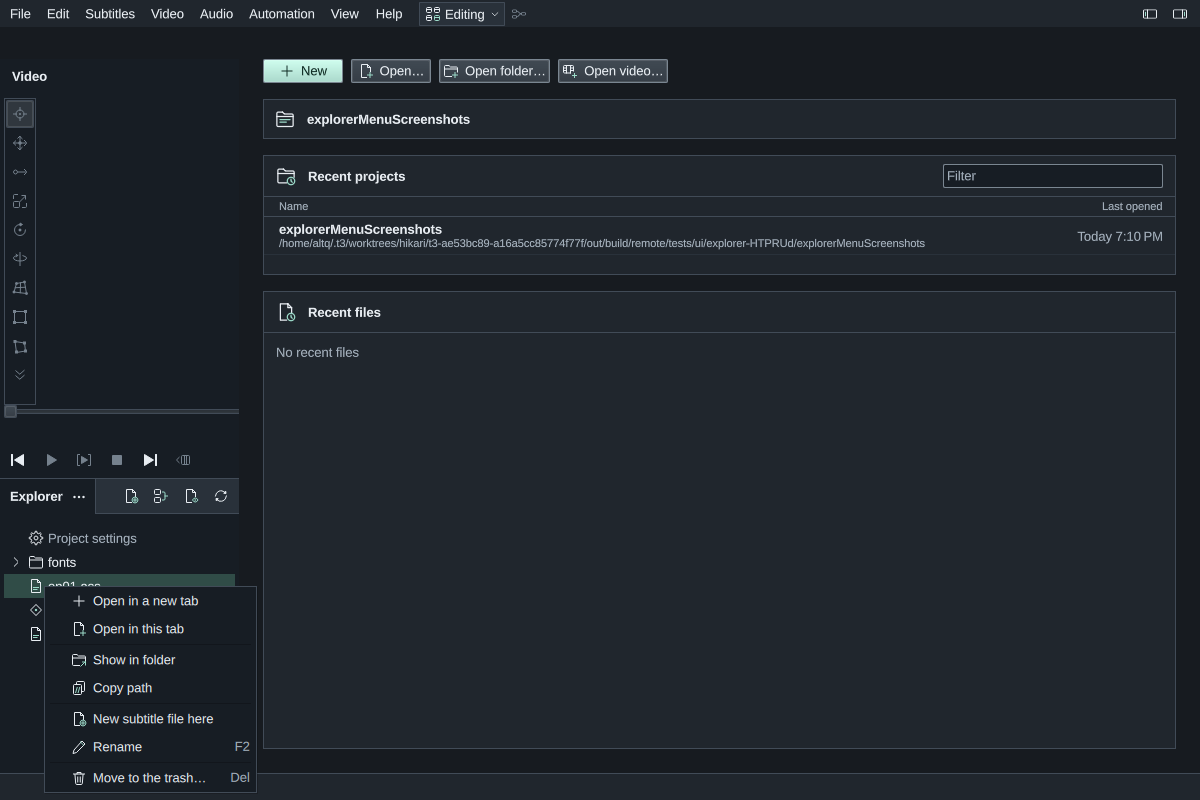 File Edit Subtitles Video Audio Automation View Help Editing
Video
New Open... Open folder... Open video...
explorerMenuScreenshots
Recent projects Filter
Name Last opened
explorerMenuScreenshots
/home/altq/.t3/worktrees/hikari/t3-ae53bc89-a16a5cc85774f77f/out/build/remote/tests/ui/explorer-HTPRUd/explorerMenuScreenshots
Today 7:10 PM
Recent files
No recent files
Explorer
Project settings
fonts
Open in a new tab
Open in this tab
Show in folder
Copy path
New subtitle file here
Rename F2
Move to the trash... Del